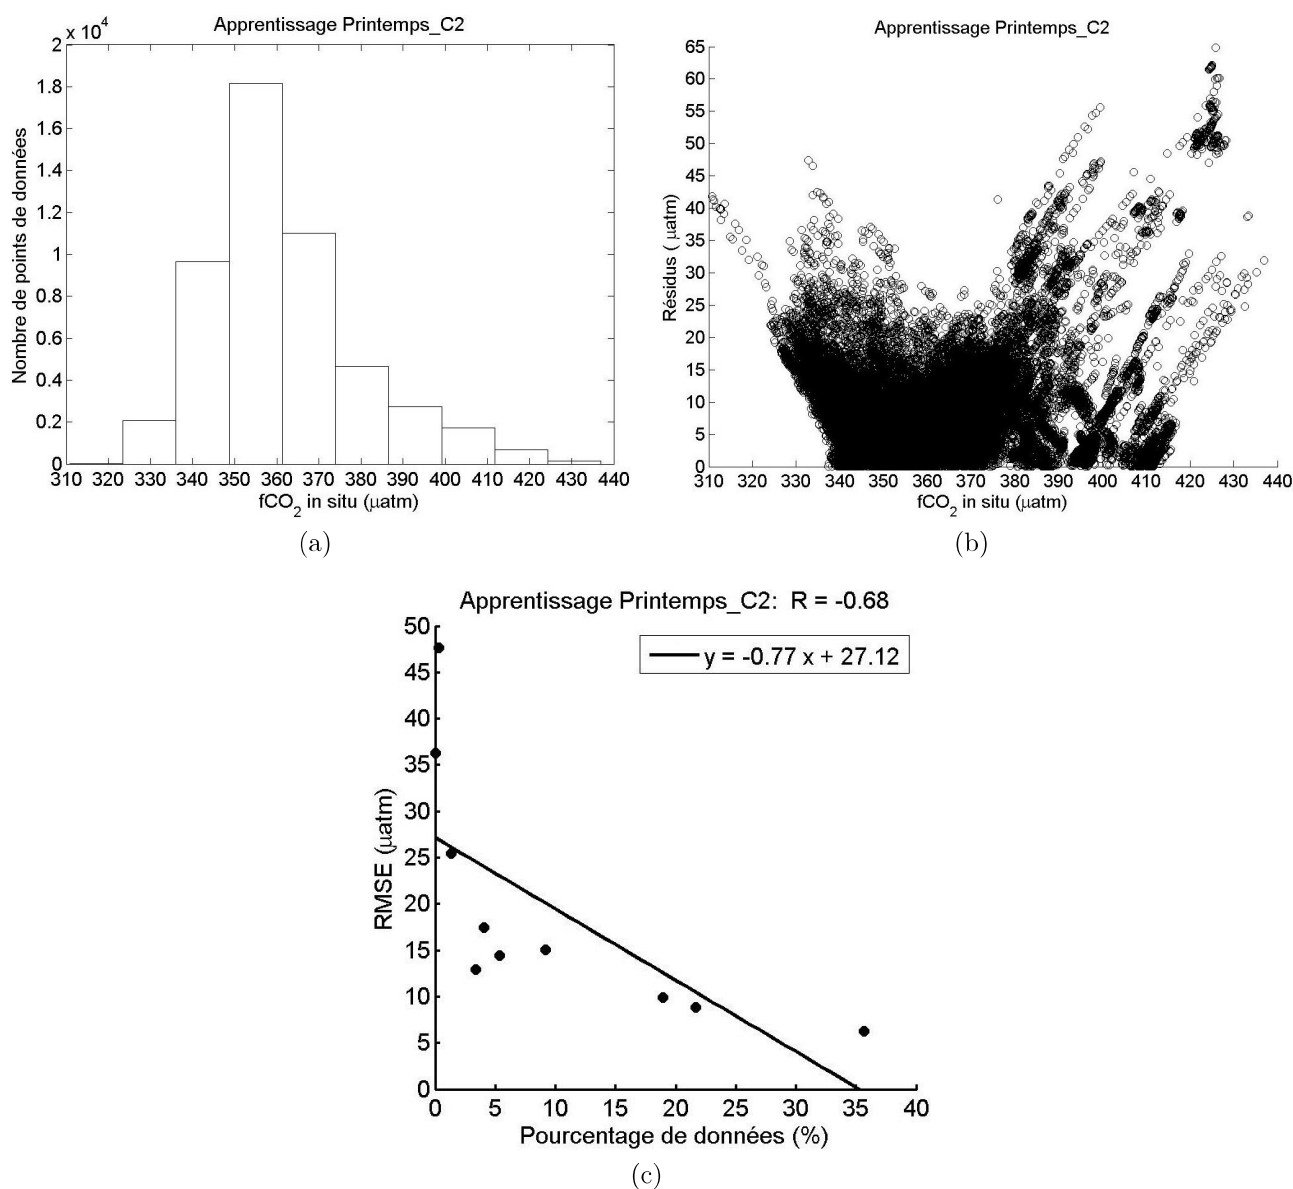 Apprentissage Printemps_C2
2 x 10^4
1.8
1.6
1.4
1.2
1
0.8
0.6
0.4
0.2
0
Nombre de points de données
310 320 330 340 350 360 370 380 390 400 410 420 430 440
fCO2 in situ (µatm)
(a)
Apprentissage Printemps_C2
65
60
55
50
45
40
35
30
25
20
15
10
5
0
Résidus ( µatm)
310 320 330 340 350 360 370 380 390 400 410 420 430 440
fCO2 in situ (µatm)
(b)
Apprentissage Printemps_C2: R = -0.68
y = -0.77 x + 27.12
50
45
40
35
30
25
20
15
10
5
0
RMSE (µatm)
0 5 10 15 20 25 30 35 40
Pourcentage de données (%)
(c)